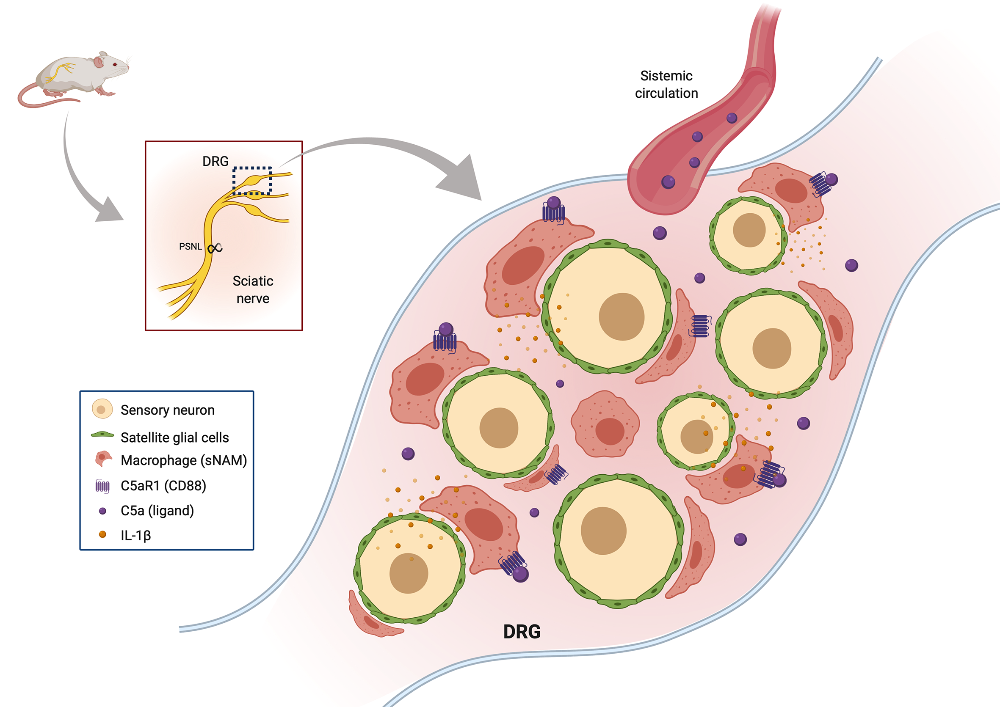 Sistemic
circulation
DRG
PSNL
Sciatic
nerve
Sensory neuron
Satellite glial cells
Macrophage (sNAM)
C5aR1 (CD88)
C5a (ligand)
IL-1β
DRG